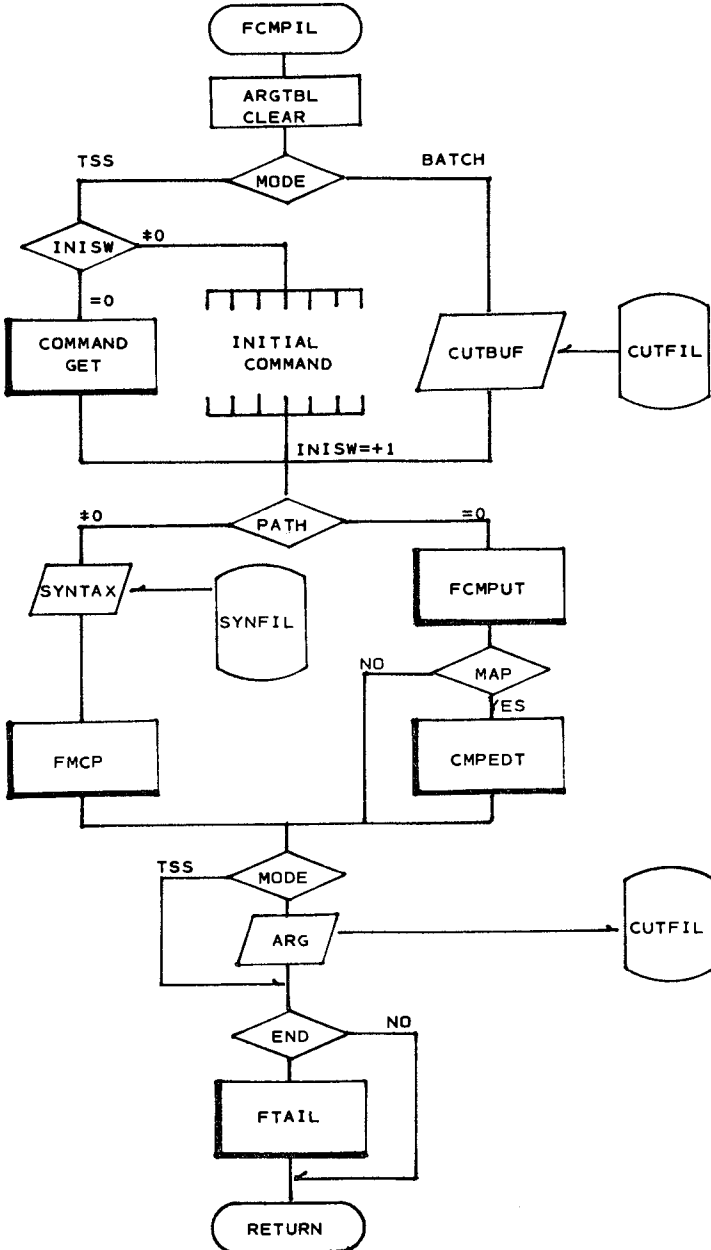 FCMPIL
ARGTBL
CLEAR
TSS
MODE
BATCH
INISW
≠0
=0
COMMAND
GET
INITIAL
COMMAND
CUTBUF
CUTFIL
INISW=+1
≠0
PATH
=0
SYNTAX
SYNFIL
FCMPUT
NO
MAP
YES
FMCP
CMPEDT
TSS
MODE
ARG
CUTFIL
END
NO
FTAIL
RETURN